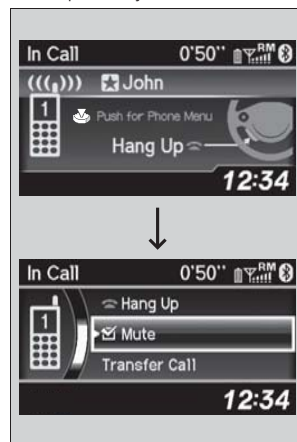 In Call 0'50'' RM
John
1
Push for Phone Menu
Hang Up
12:34
In Call 0'50'' RM
Hang Up
1
Mute
Transfer Call
12:34